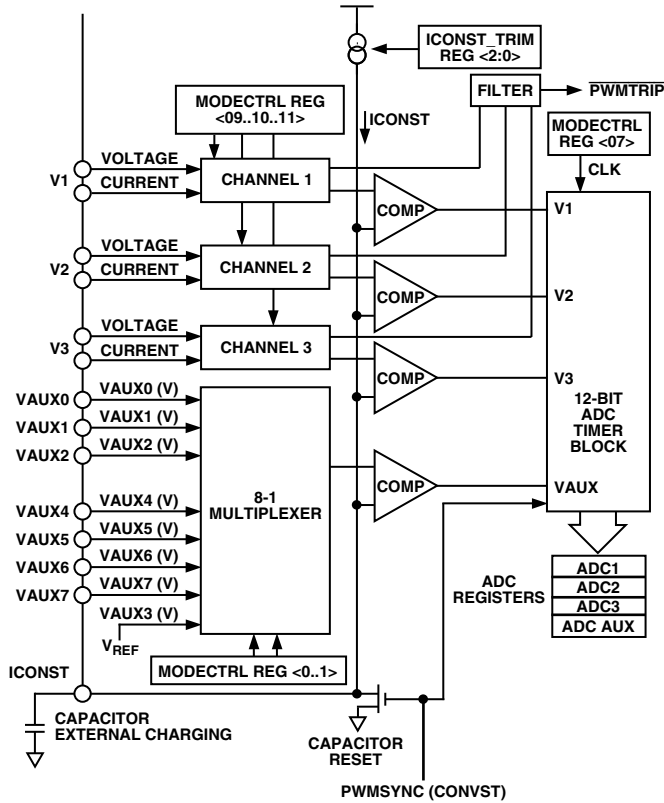 ICONST_TRIM
REG <2:0>
FILTER
PWMTRIP
MODECTRL REG
<09..10..11>
ICONST
MODECTRL
REG <07>
CLK
V1
VOLTAGE
CURRENT
CHANNEL 1
COMP
V1
V2
VOLTAGE
CURRENT
CHANNEL 2
COMP
V2
V3
VOLTAGE
CURRENT
CHANNEL 3
COMP
V3
12-BIT
ADC
TIMER
BLOCK
VAUX0
VAUX0 (V)
VAUX1
VAUX1 (V)
VAUX2
VAUX2 (V)
8-1
MULTIPLEXER
COMP
VAUX
VAUX4
VAUX4 (V)
VAUX5
VAUX5 (V)
VAUX6
VAUX6 (V)
VAUX7
VAUX7 (V)
VAUX3 (V)
VREF
ADC
REGISTERS
ADC1
ADC2
ADC3
ADC AUX
MODECTRL REG <0..1>
ICONST
CAPACITOR
EXTERNAL CHARGING
CAPACITOR
RESET
PWMSYNC (CONVST)